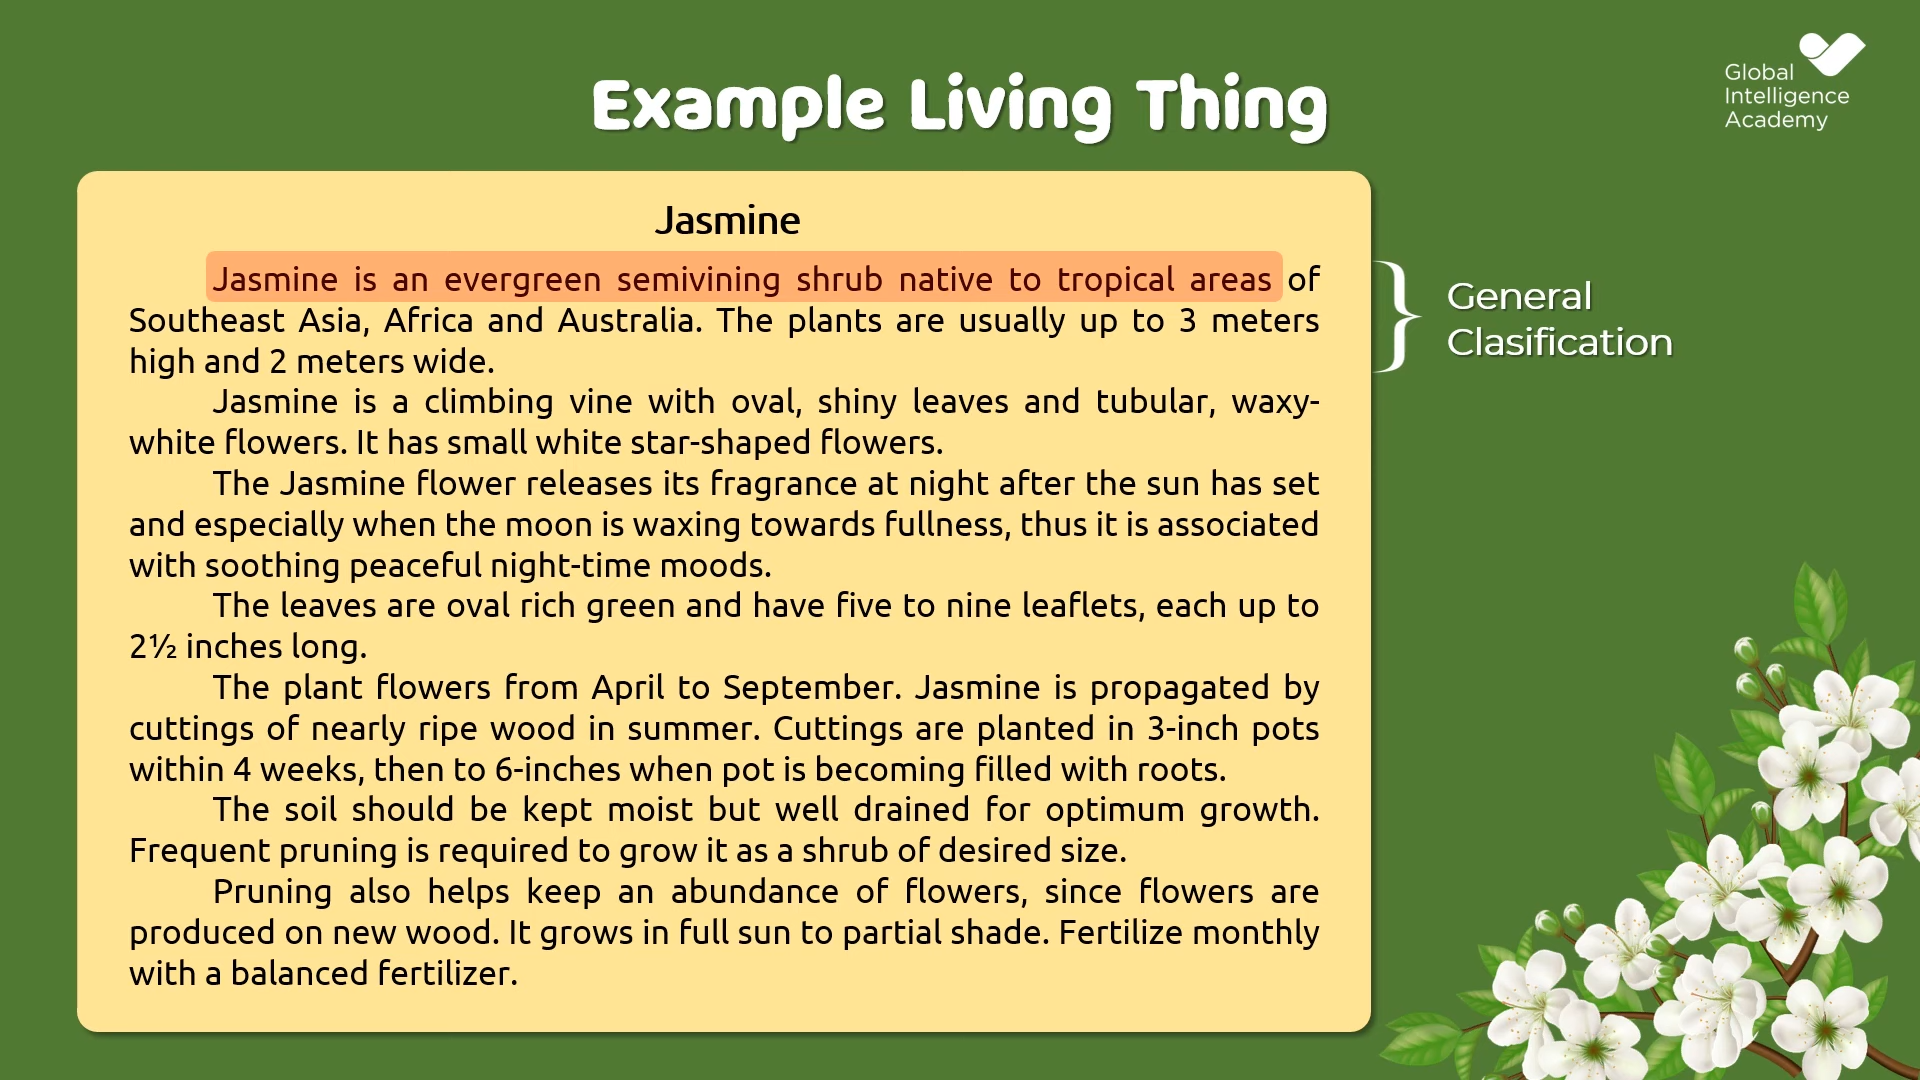 Example Living Thing
Global
Intelligence
Academy
Jasmine
Jasmine is an evergreen semivining shrub native to tropical areas of
Southeast Asia, Africa and Australia. The plants are usually up to 3 meters
high and 2 meters wide.
Jasmine is a climbing vine with oval, shiny leaves and tubular, waxy-
white flowers. It has small white star-shaped flowers.
The Jasmine flower releases its fragrance at night after the sun has set
and especially when the moon is waxing towards fullness, thus it is associated
with soothing peaceful night-time moods.
The leaves are oval rich green and have five to nine leaflets, each up to
2½ inches long.
The plant flowers from April to September. Jasmine is propagated by
cuttings of nearly ripe wood in summer. Cuttings are planted in 3-inch pots
within 4 weeks, then to 6-inches when pot is becoming filled with roots.
The soil should be kept moist but well drained for optimum growth.
Frequent pruning is required to grow it as a shrub of desired size.
Pruning also helps keep an abundance of flowers, since flowers are
produced on new wood. It grows in full sun to partial shade. Fertilize monthly
with a balanced fertilizer.
General
Clasification